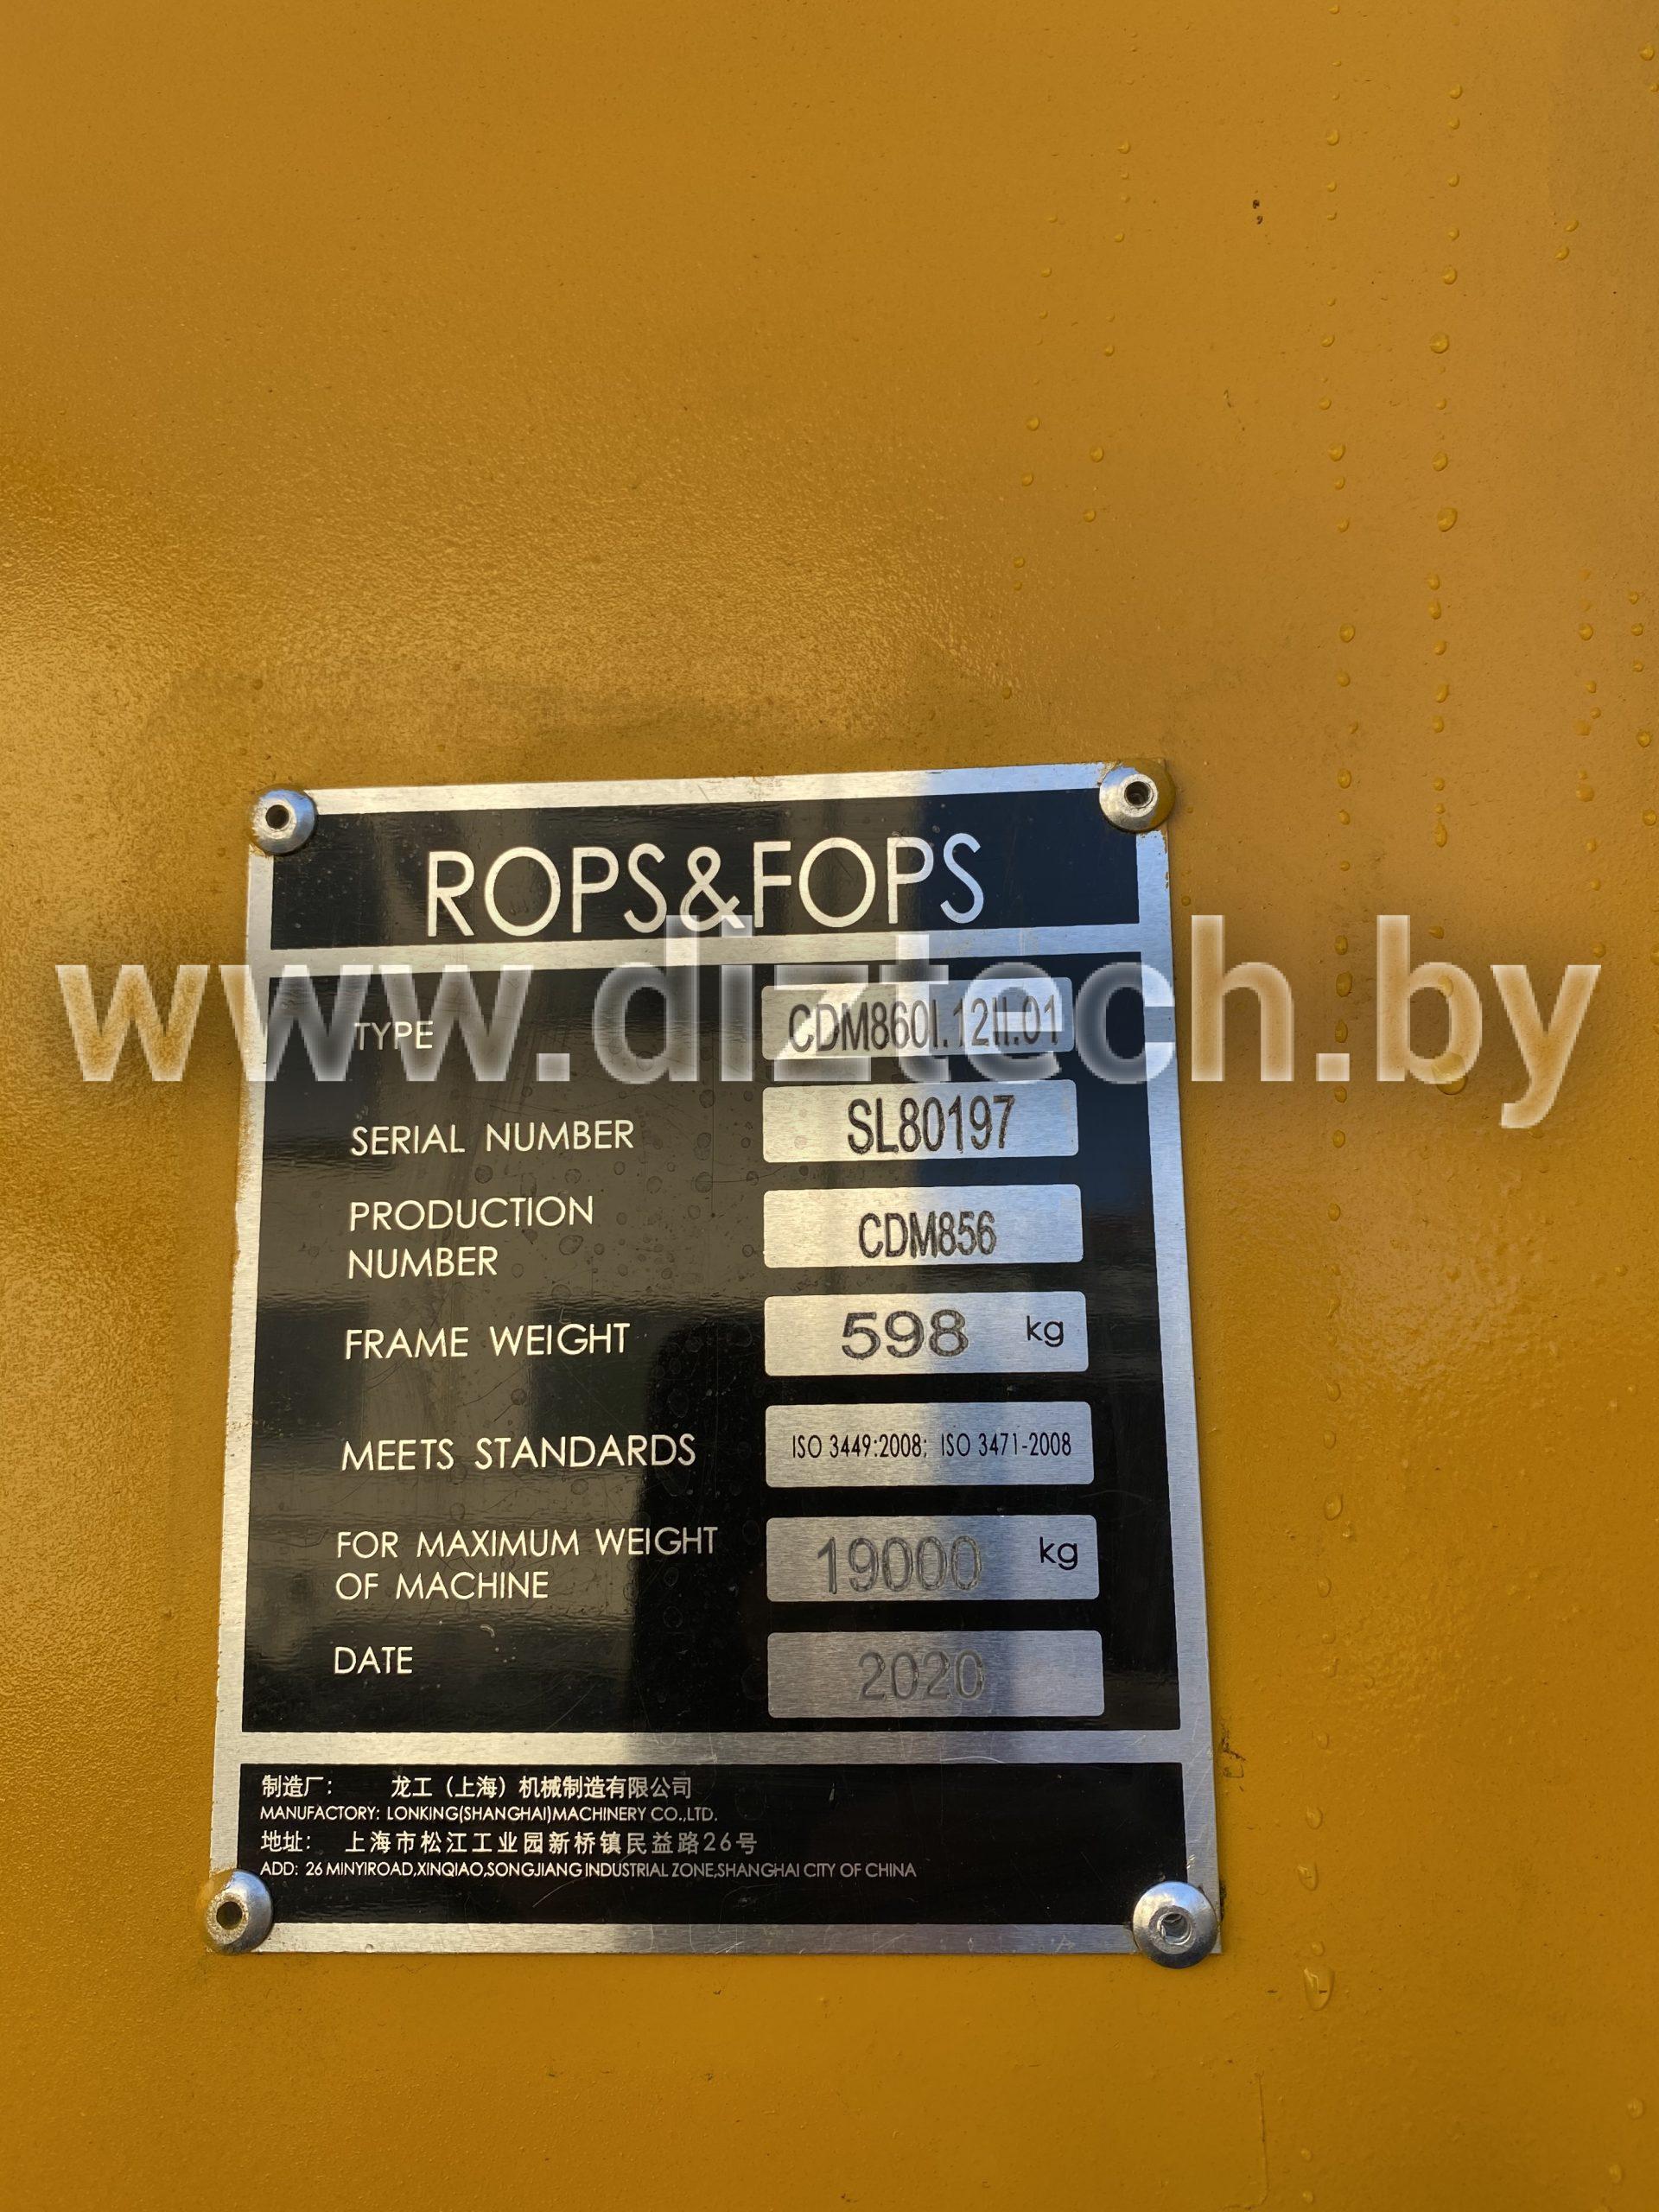 ROPS&FOPS
www.diztech.by
TYPE CDM860I.12II.01
SERIAL NUMBER SL80197
PRODUCTION
NUMBER CDM856
FRAME WEIGHT 598 kg
MEETS STANDARDS ISO 3449:2008; ISO 3471-2008
FOR MAXIMUM WEIGHT
OF MACHINE 19000 kg
DATE 2020
制造厂： 龙工（上海）机械制造有限公司
MANUFACTORY: LONKING(SHANGHAI)MACHINERY CO.,LTD.
地址： 上海市松江工业园新桥镇民益路26号
ADD: 26 MINYIROAD,XINQIAO,SONGJIANG INDUSTRIAL ZONE,SHANGHAI CITY OF CHINA